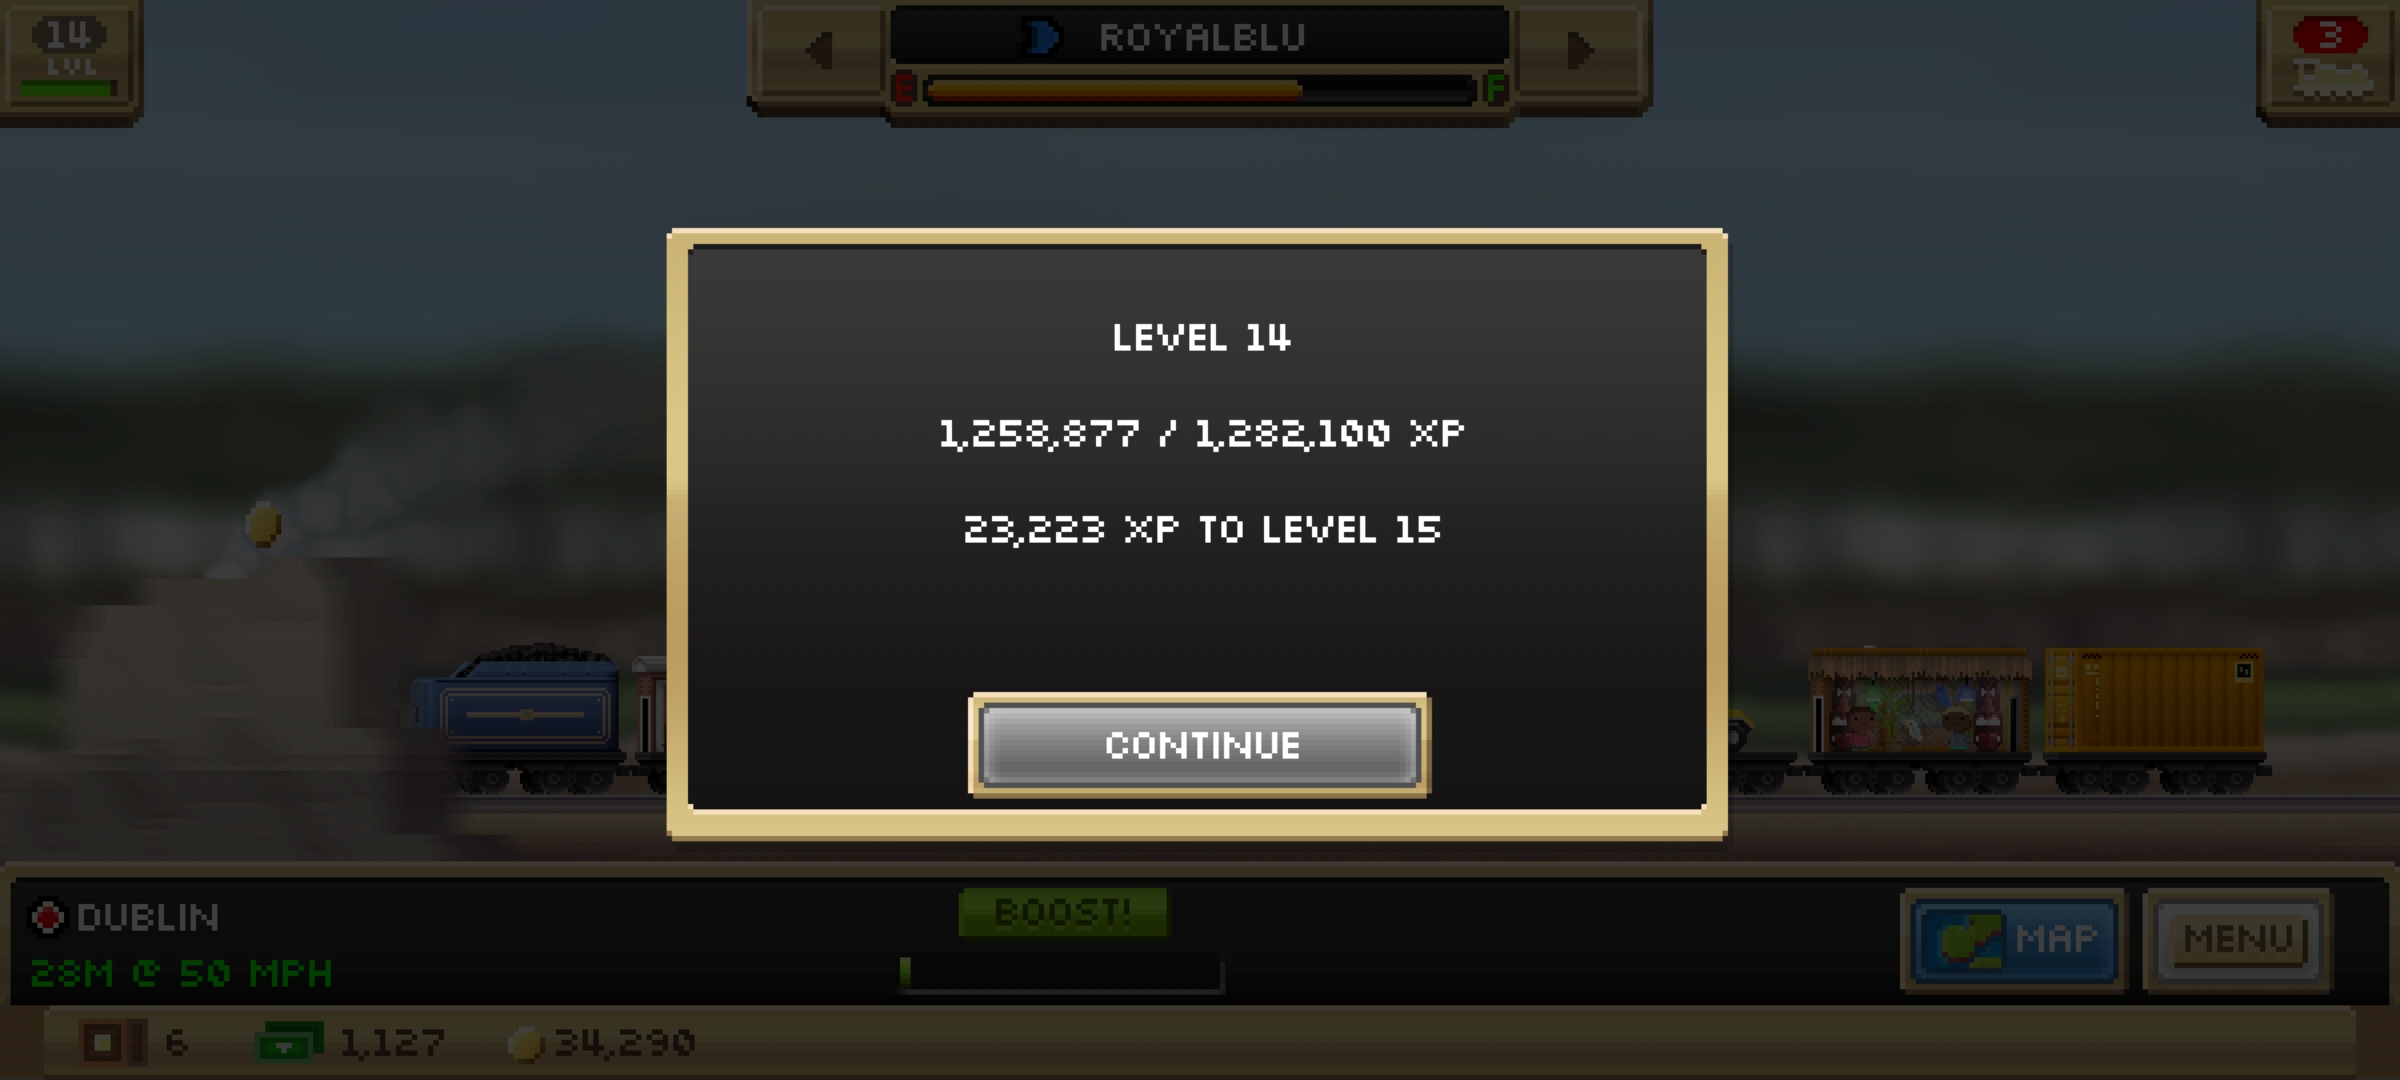 14
LVL
ROYALBLU
E
F
3
LEVEL 14
1,258,877 / 1,282,100 XP
23,223 XP TO LEVEL 15
CONTINUE
DUBLIN
28M @ 50 MPH
BOOST!
MAP
MENU
6
1,127
34,290